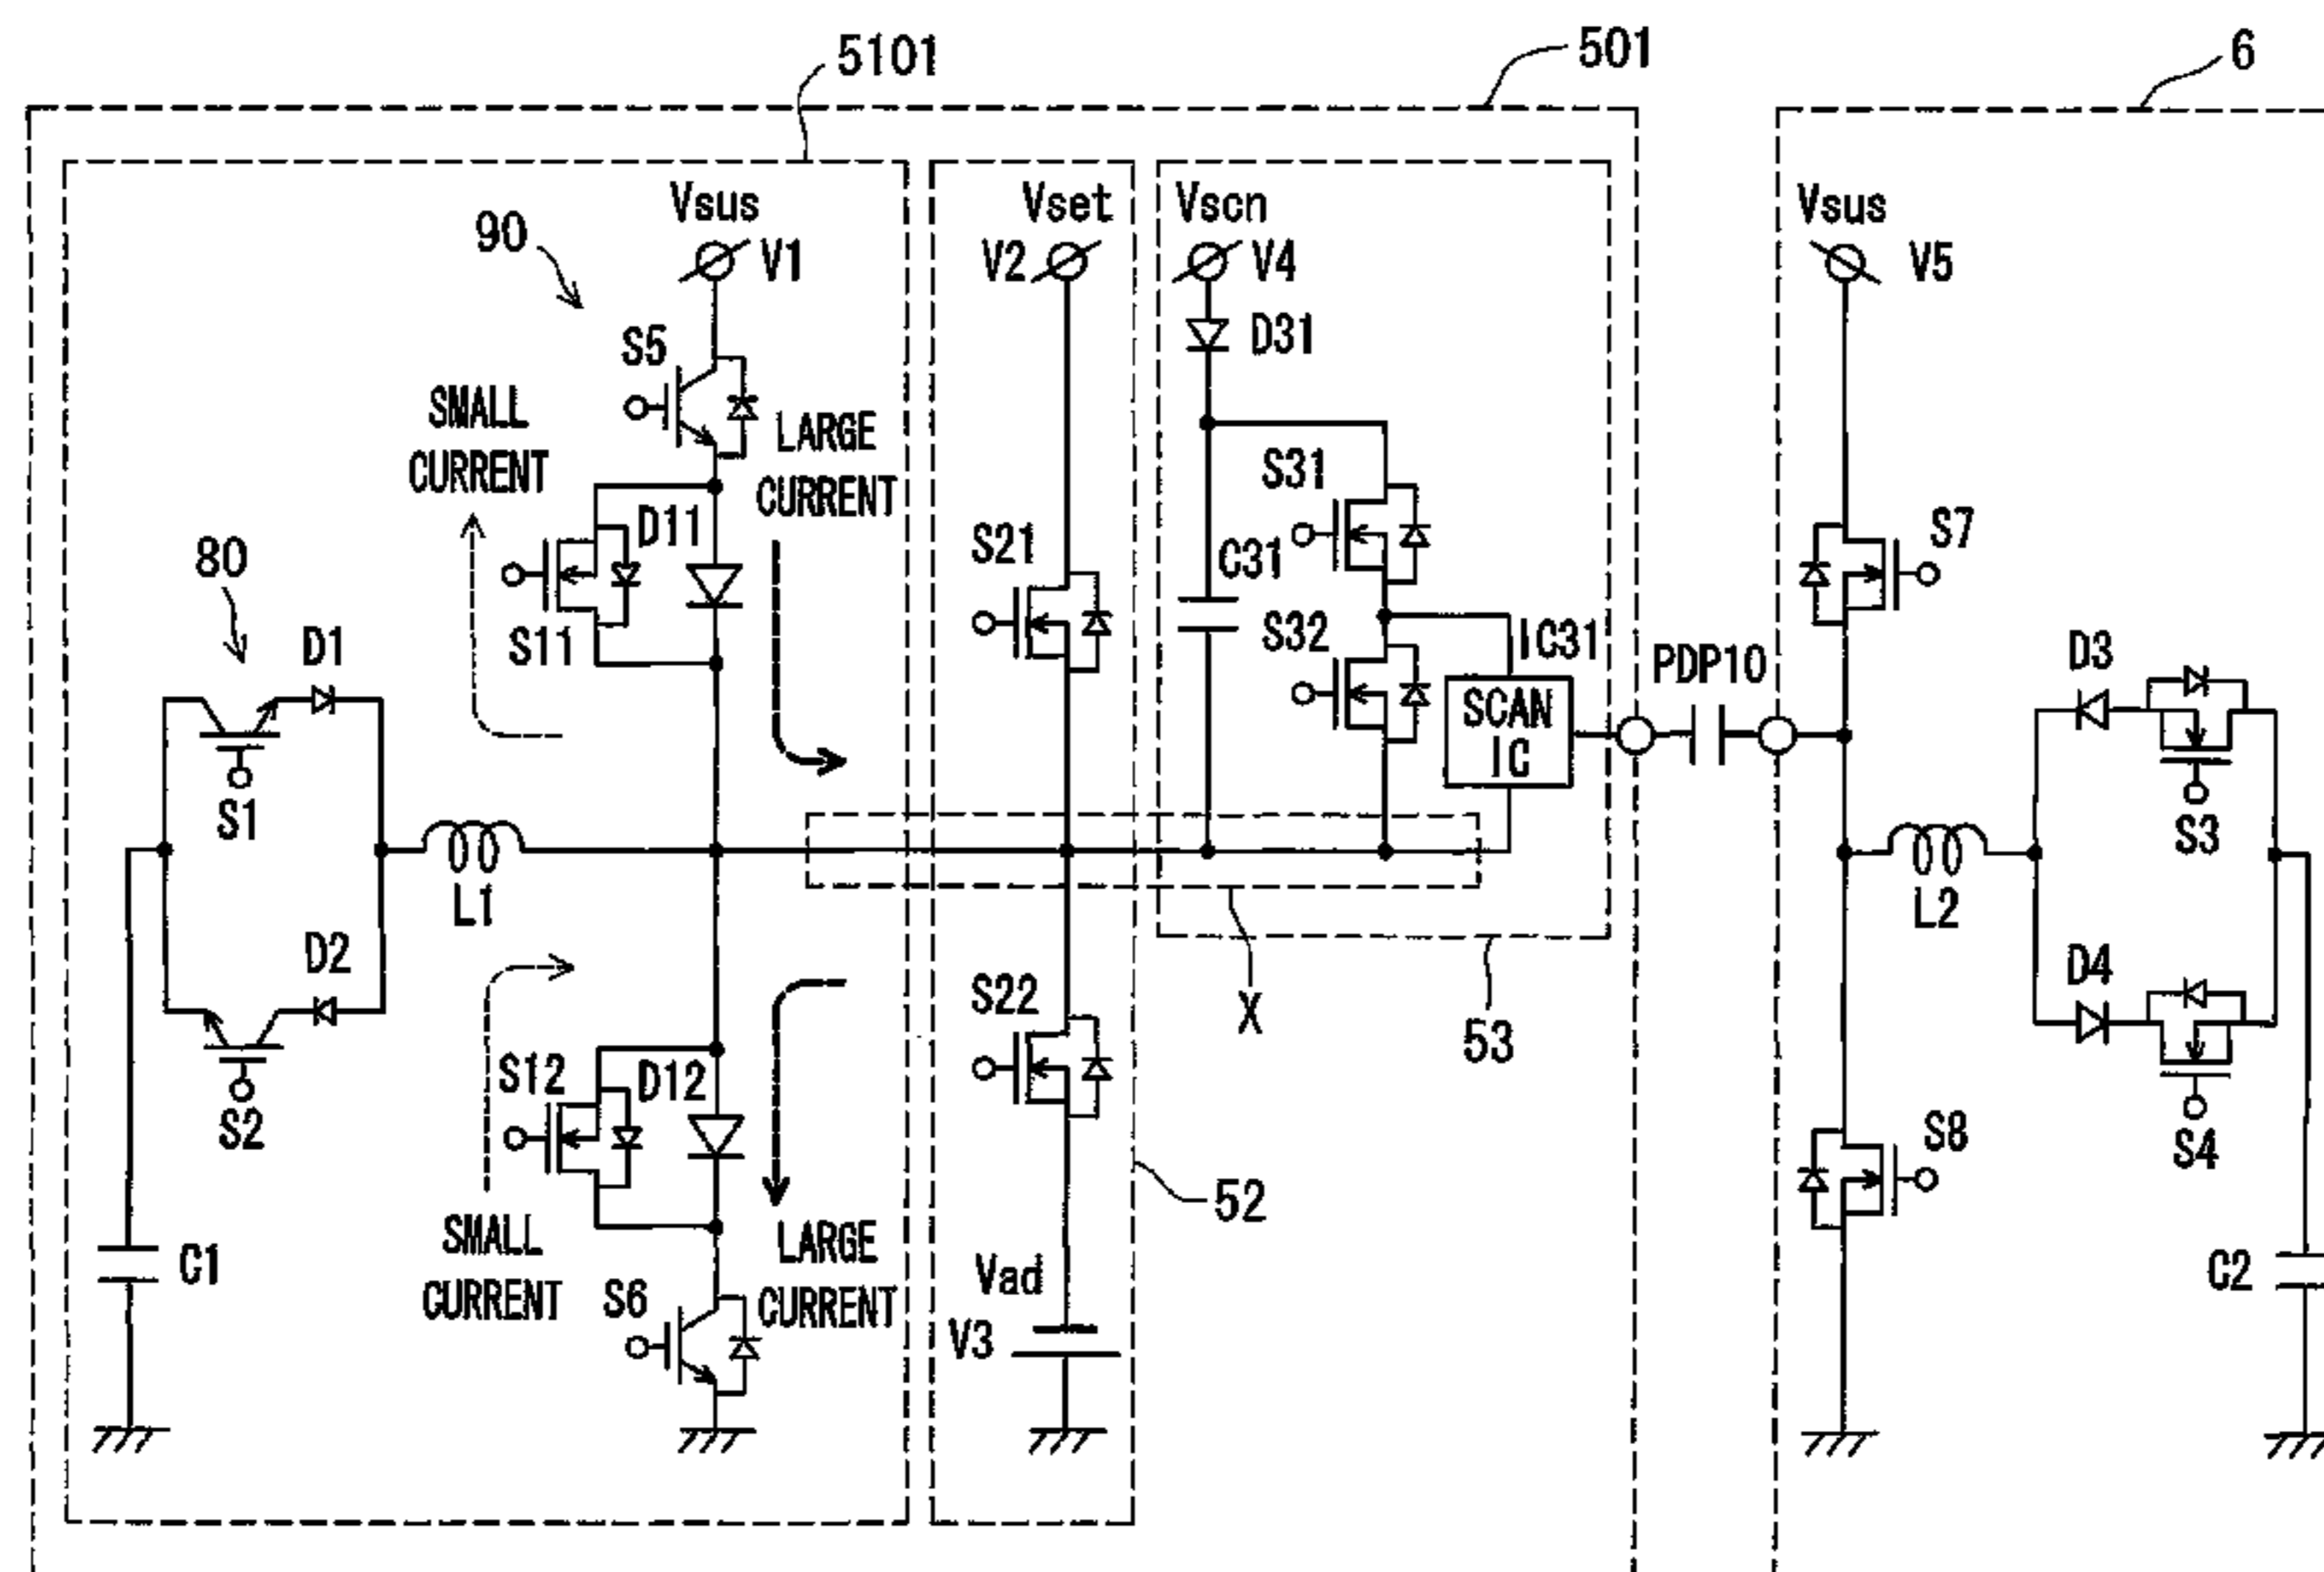 5101
501
6
Vsus
Vset
Vscn
Vsus
90
V1
V2
V4
V5
S5
D31
SMALL
CURRENT
LARGE
CURRENT
S31
D11
S21
C31
S7
80
S11
S32
IC31
D1
PDP10
D3
SCAN
IC
S1
S3
L1
L2
D2
D4
S22
X
53
S12
D12
S2
S8
S4
52
SMALL
CURRENT
LARGE
CURRENT
C1
S6
Vad
V3
C2